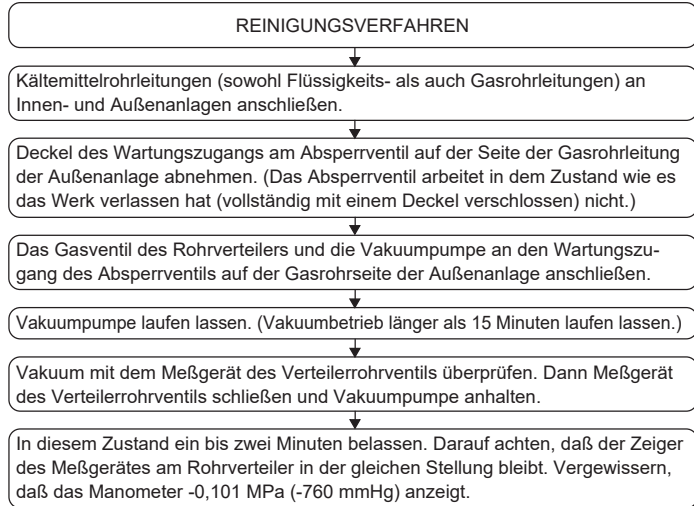 REINIGUNGSVERFAHREN
Kältemittelrohrleitungen (sowohl Flüssigkeits- als auch Gasrohrleitungen) an
Innen- und Außenanlagen anschließen.
Deckel des Wartungszugangs am Absperrventil auf der Seite der Gasrohrleitung
der Außenanlage abnehmen. (Das Absperrventil arbeitet in dem Zustand wie es
das Werk verlassen hat (vollständig mit einem Deckel verschlossen) nicht.)
Das Gasventil des Rohrverteilers und die Vakuumpumpe an den Wartungszu-
gang des Absperrventils auf der Gasrohrseite der Außenanlage anschließen.
Vakuumpumpe laufen lassen. (Vakuumbetrieb länger als 15 Minuten laufen lassen.)
Vakuum mit dem Meßgerät des Verteilerrohrventils überprüfen. Dann Meßgerät
des Verteilerrohrventils schließen und Vakuumpumpe anhalten.
In diesem Zustand ein bis zwei Minuten belassen. Darauf achten, daß der Zeiger
des Meßgerätes am Rohrverteiler in der gleichen Stellung bleibt. Vergewissern,
daß das Manometer -0,101 MPa (-760 mmHg) anzeigt.